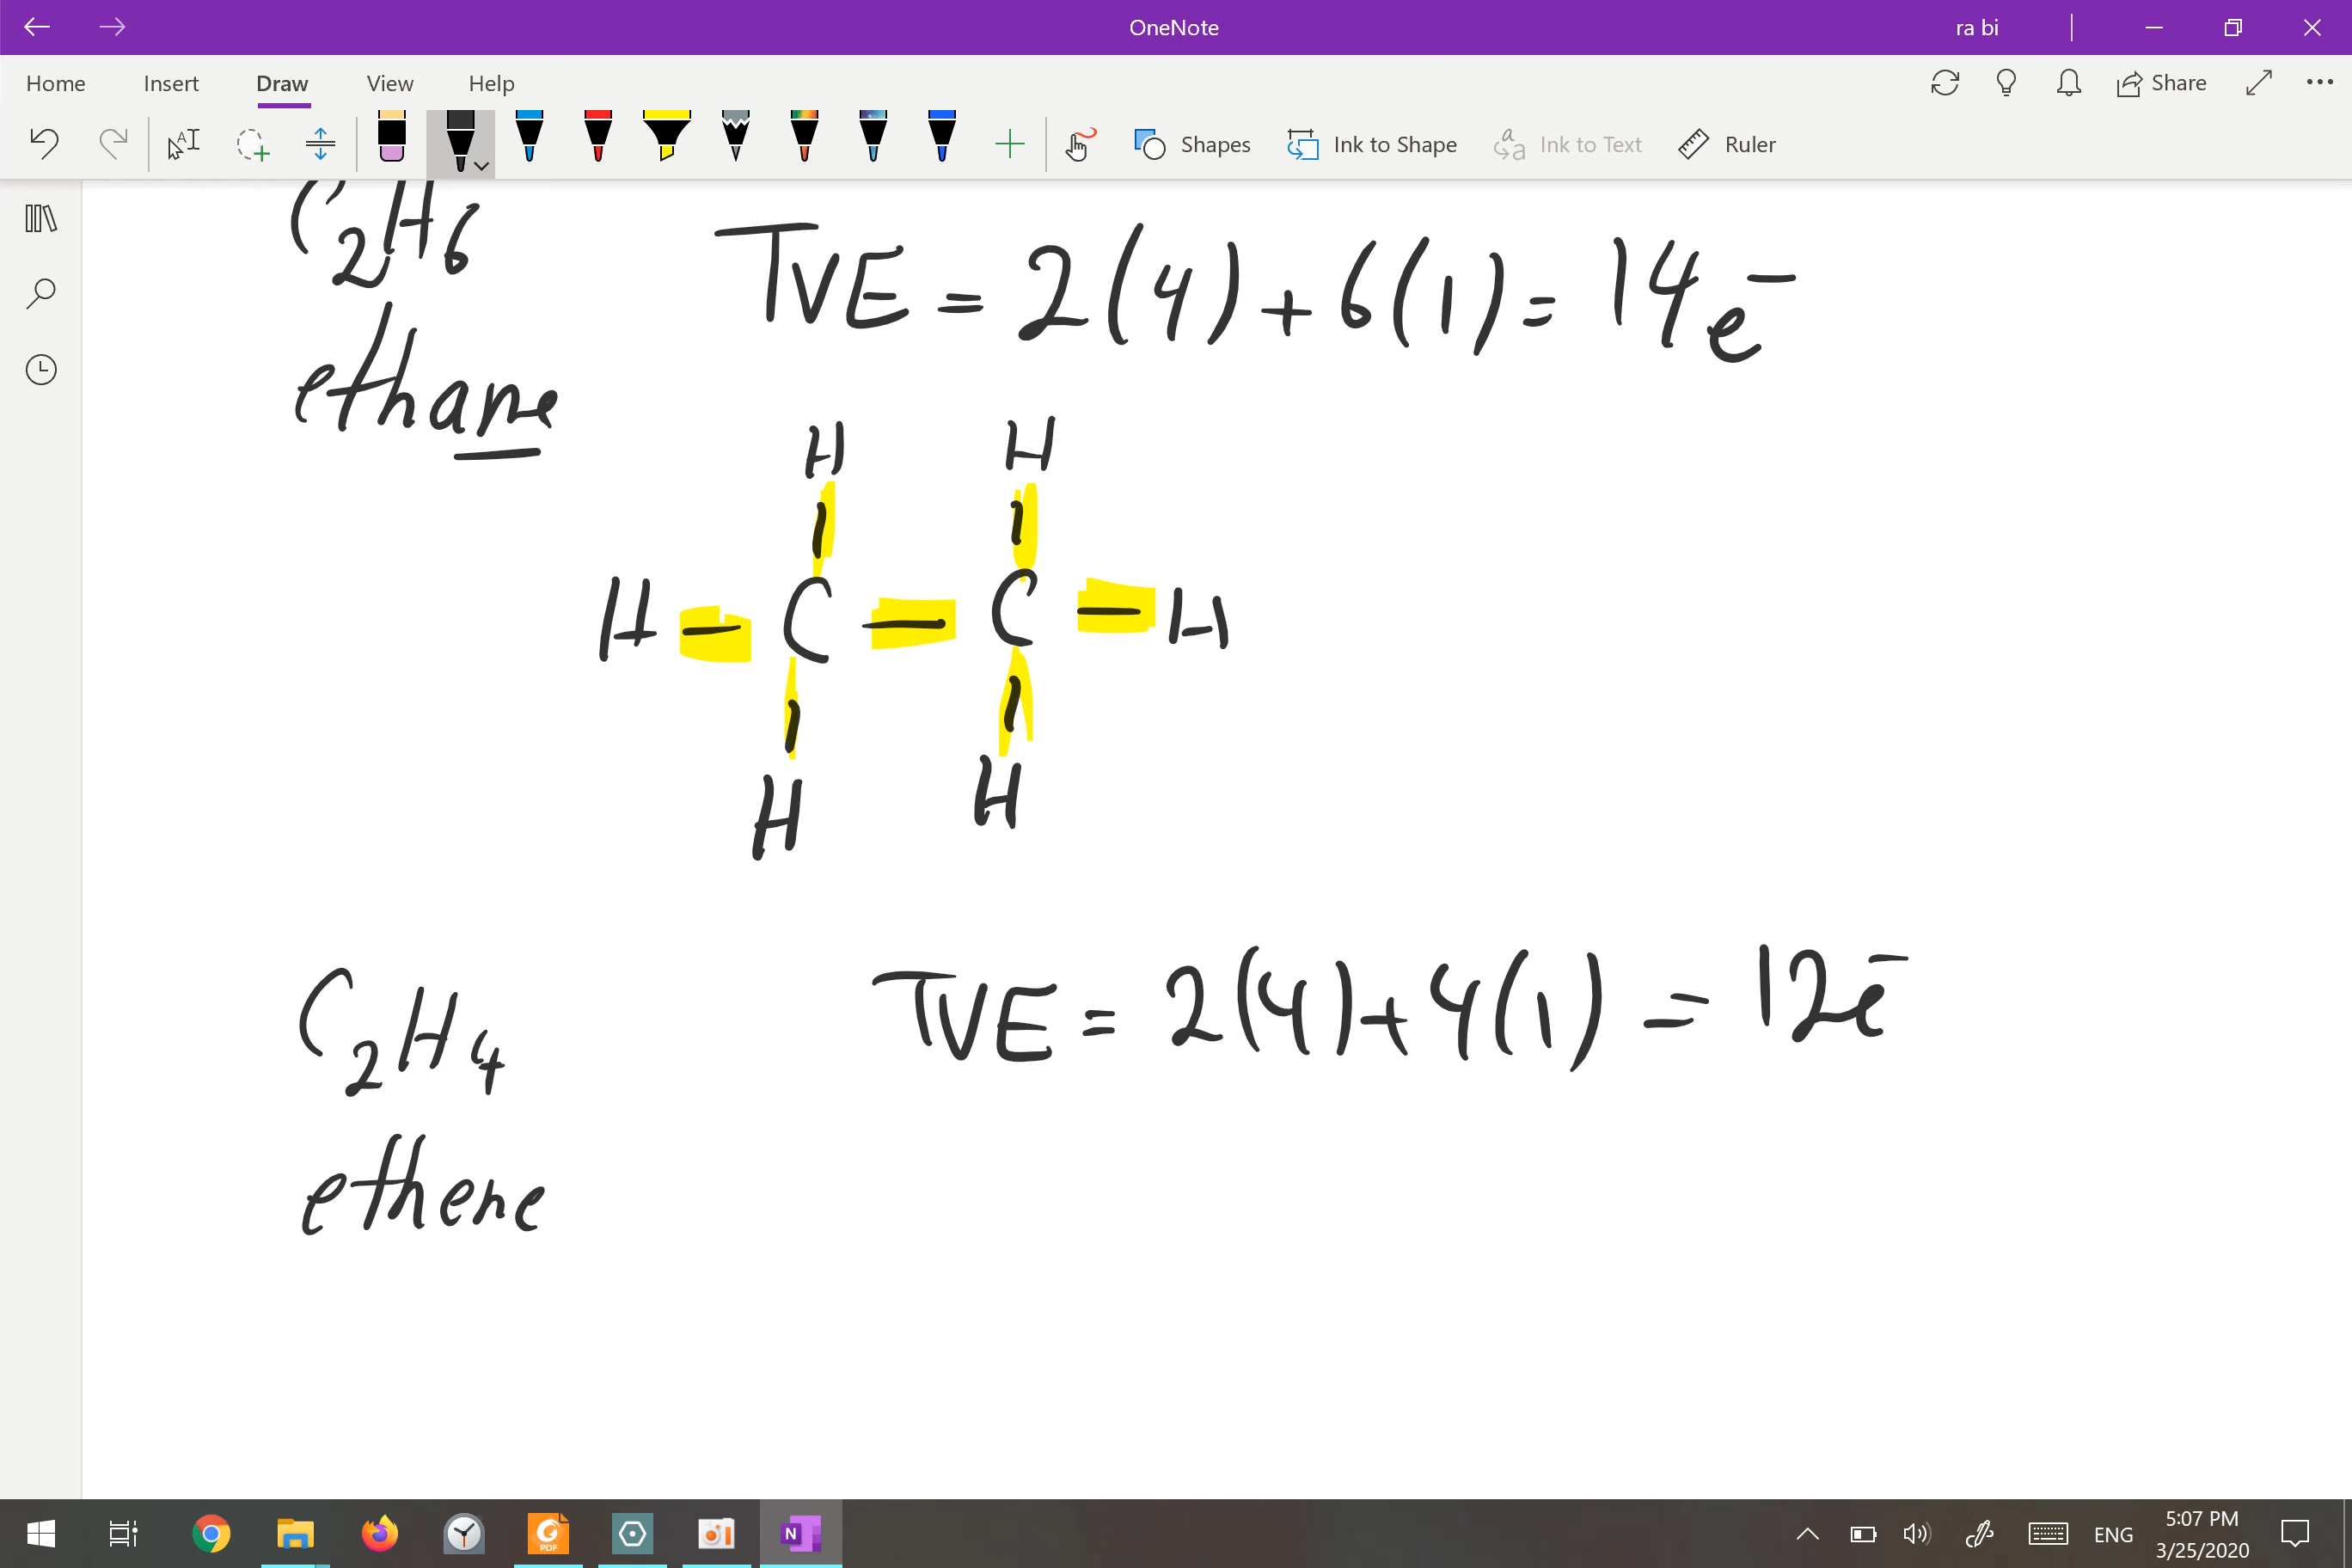 OneNote
ra bi
Home Insert Draw View Help
Share
Shapes Ink to Shape Ink to Text Ruler
C₂H₆ TVE = 2(4) + 6(1) = 14e⁻
ethane
H H
H - C - C - H
H H
C₂H₄ TVE = 2(4) + 4(1) = 12e⁻
ethene
ENG
5:07 PM
3/25/2020